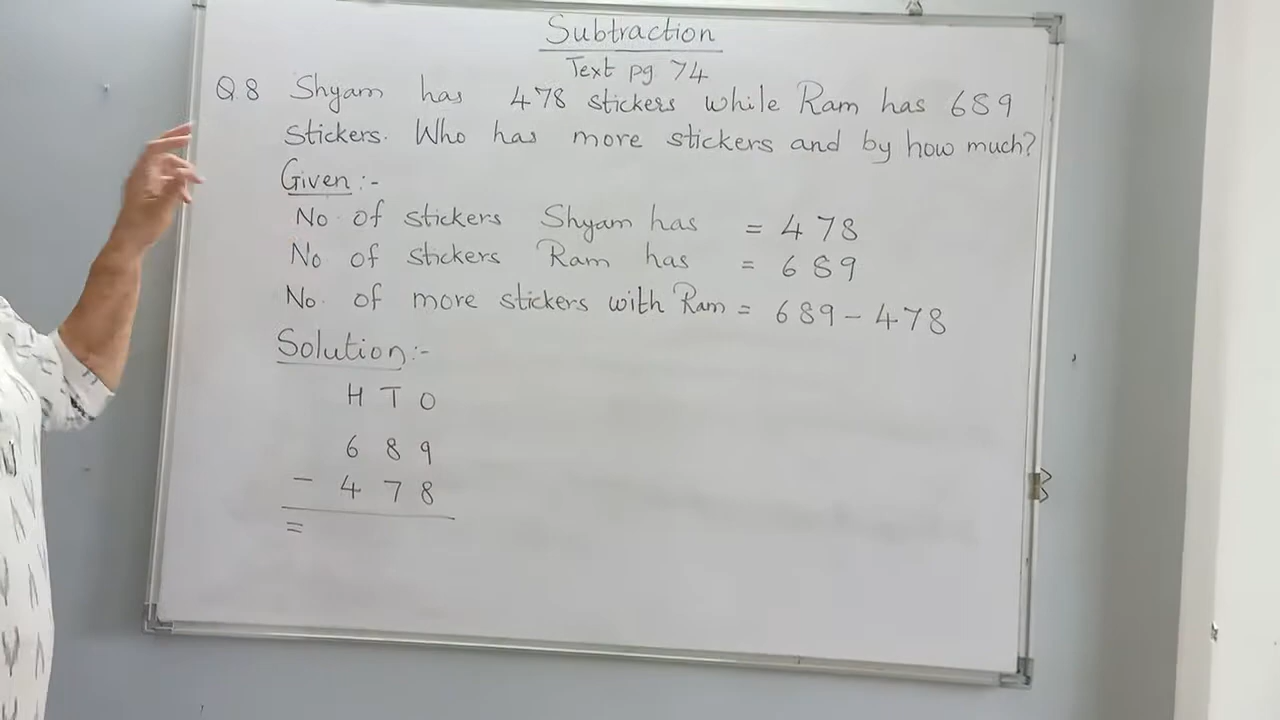 Subtraction
Text pg 74
Q.8 Shyam has 478 stickers while Ram has 689
stickers. Who has more stickers and by how much?
Given :-
No. of stickers Shyam has = 478
No. of stickers Ram has = 689
No. of more stickers with Ram = 689 - 478
Solution:-
H T O
6 8 9
- 4 7 8
=